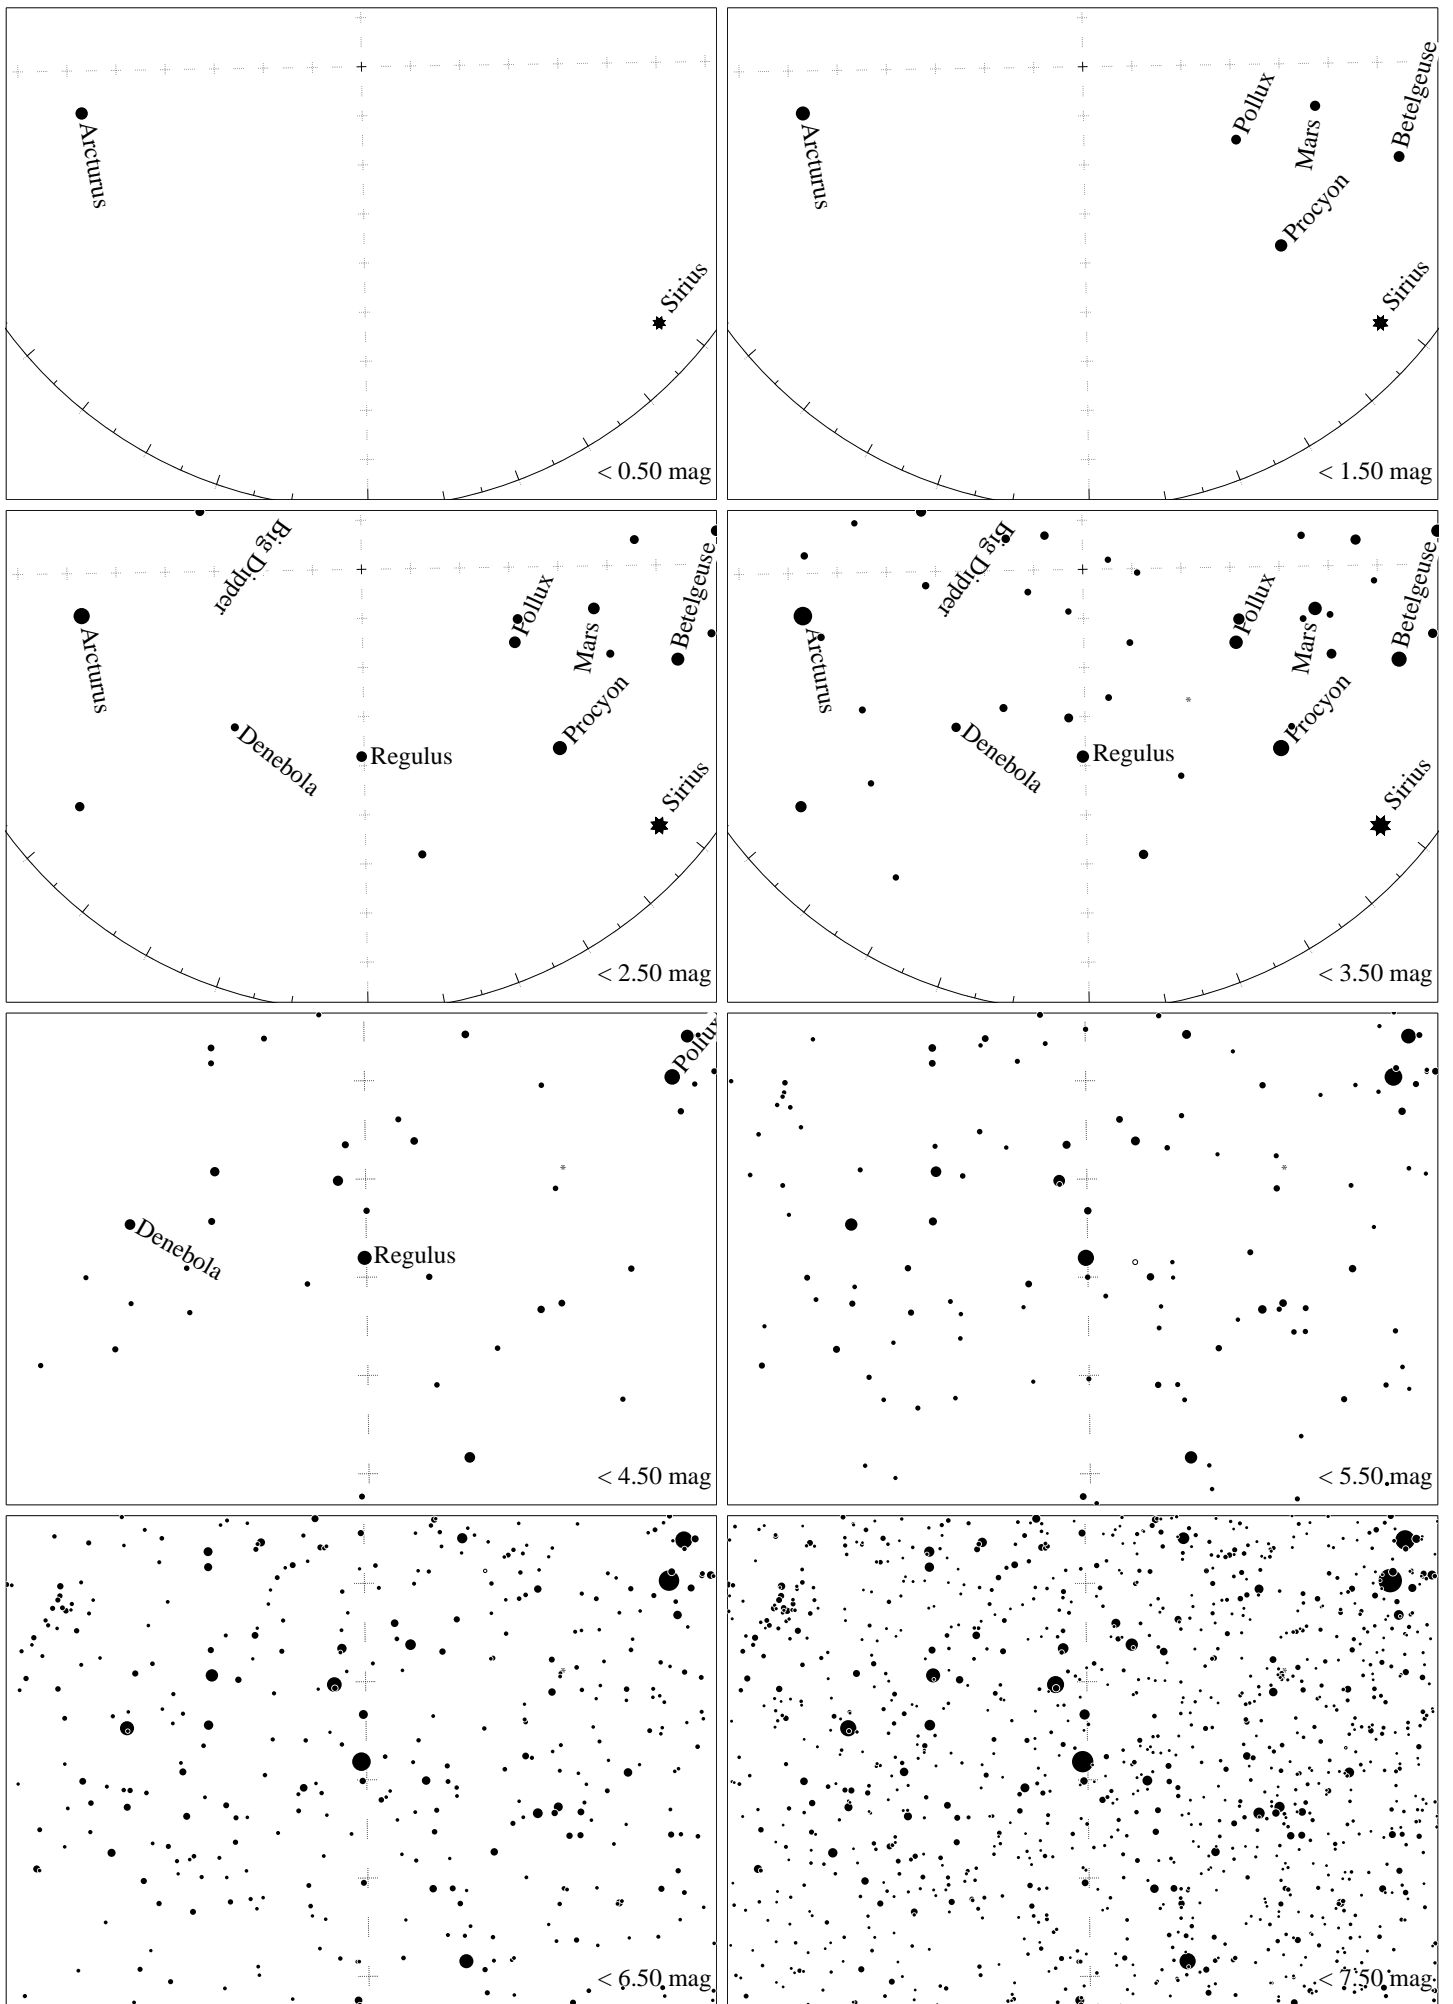 Arcturus
Sirius
< 0.50 mag
Arcturus
Pollux
Mars
Betelgeuse
Procyon
Sirius
< 1.50 mag
Big Dipper
Arcturus
Pollux
Mars
Betelgeuse
Denebola
Regulus
Procyon
Sirius
< 2.50 mag
Big Dipper
Arcturus
Pollux
Mars
Betelgeuse
Denebola
Regulus
Procyon
Sirius
< 3.50 mag
Pollux
Denebola
Regulus
< 4.50 mag
< 5.50 mag
< 6.50 mag
< 7.50 mag